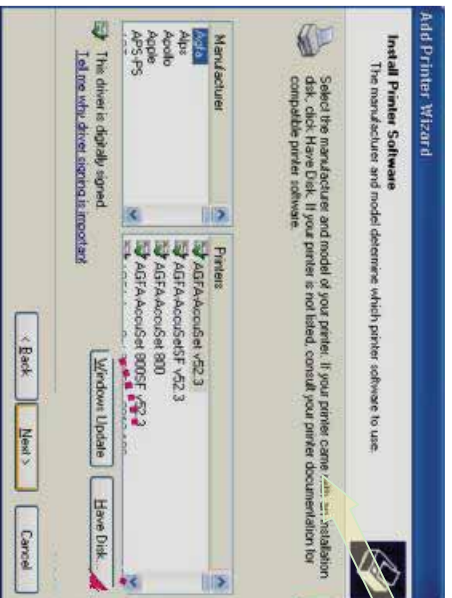 Add Printer Wizard
Install Printer Software
The manufacturer and model determine which printer software to use.
Select the manufacturer and model of your printer. If your printer came installation
disk, click Have Disk. If your printer is not listed, consult your printer documentation for
compatible printer software.
Manufacturer
Agfa
Alps
Apollo
Apple
APS-PS
Printers
AGFA-AccuSet v52.3
AGFA-AccuSetSF v52.3
AGFA-AccuSet 800
AGFA-AccuSet 800SF v52.3
This driver is digitally signed.
Tell me why driver signing is important
Windows Update
Have Disk...
< Back
Next >
Cancel